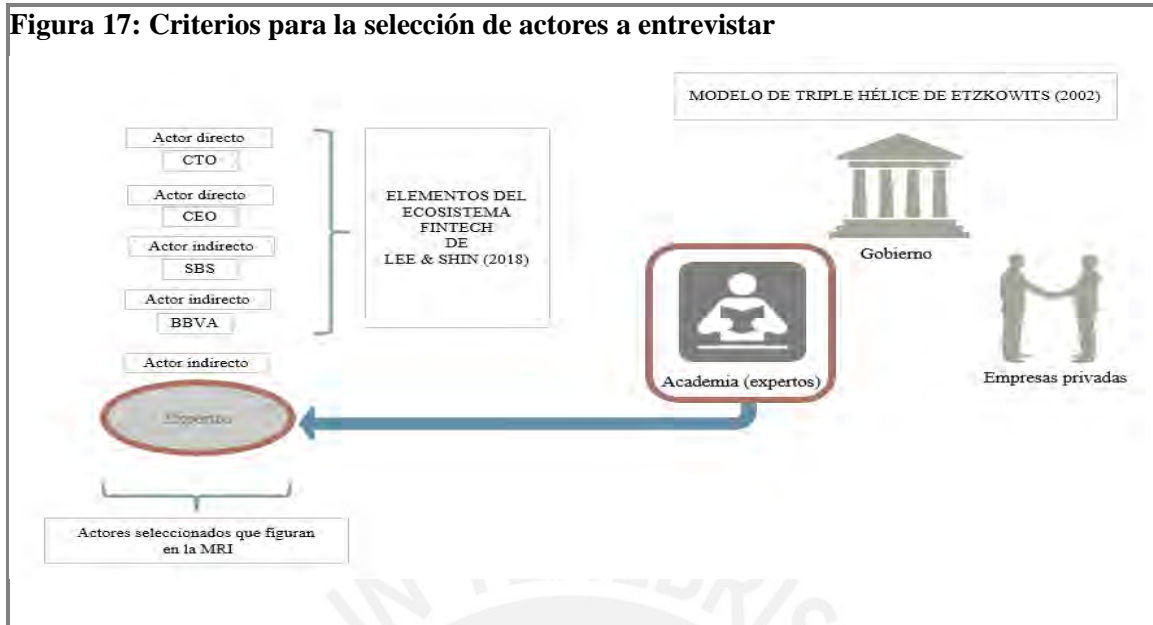 Figura 17: Criterios para la selección de actores a entrevistar
MODELO DE TRIPLE HÉLICE DE ETZKOWITS (2002)
Actor directo
CTO
Actor directo
CEO
Actor indirecto
SBS
Actor indirecto
BBVA
Actor indirecto
ELEMENTOS DEL
ECOSISTEMA
FINTECH
DE
LEE & SHIN (2018)
Gobierno
Academia (expertos)
Empresas privadas
Actores seleccionados que figuran
en la MRI
IN TENEBRIS